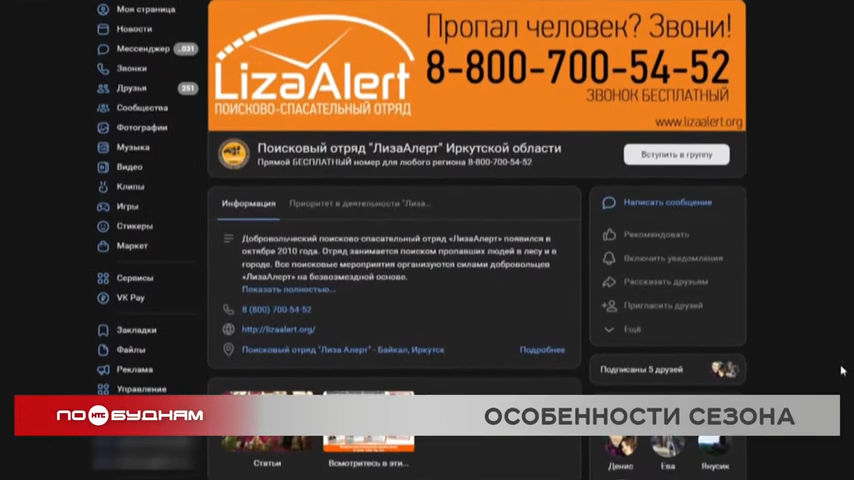 Моя страница
Новости
Мессенджер ..031
Звонки
Друзья 251
Сообщества
Фотографии
Музыка
Видео
Клипы
Игры
Стикеры
Маркет
Сервисы
VK Pay
Закладки
Файлы
Реклама
Управление
LizaAlert
ПОИСКОВО-СПАСАТЕЛЬНЫЙ ОТРЯД
Пропал человек? Звони!
8-800-700-54-52
ЗВОНОК БЕСПЛАТНЫЙ
www.lizaalert.org
Поисковый отряд "ЛизаАлерт" Иркутской области
Прямой БЕСПЛАТНЫЙ номер для любого региона 8-800-700-54-52
Вступить в группу
Информация Приоритет в деятельности "Лиза...
Добровольческий поисково-спасательный отряд «ЛизаАлерт» появился в
октябре 2010 года. Отряд занимается поиском пропавших людей в лесу и в
городе. Все поисковые мероприятия организуются силами добровольцев
«ЛизаАлерт» на безвозмездной основе.
Показать полностью...
8 (800) 700-54-52
http://lizaalert.org/
Поисковый отряд "Лиза Алерт" - Байкал, Иркутск Подробнее
Написать сообщение
Рекомендовать
Включить уведомления
Рассказать друзьям
Пригласить друзей
Ещё
Подписаны 5 друзей
ПО НТС БУДНЯМ
ОСОБЕННОСТИ СЕЗОНА
Статьи
Всмотритесь в эти...
Денис
Ева
Янусик